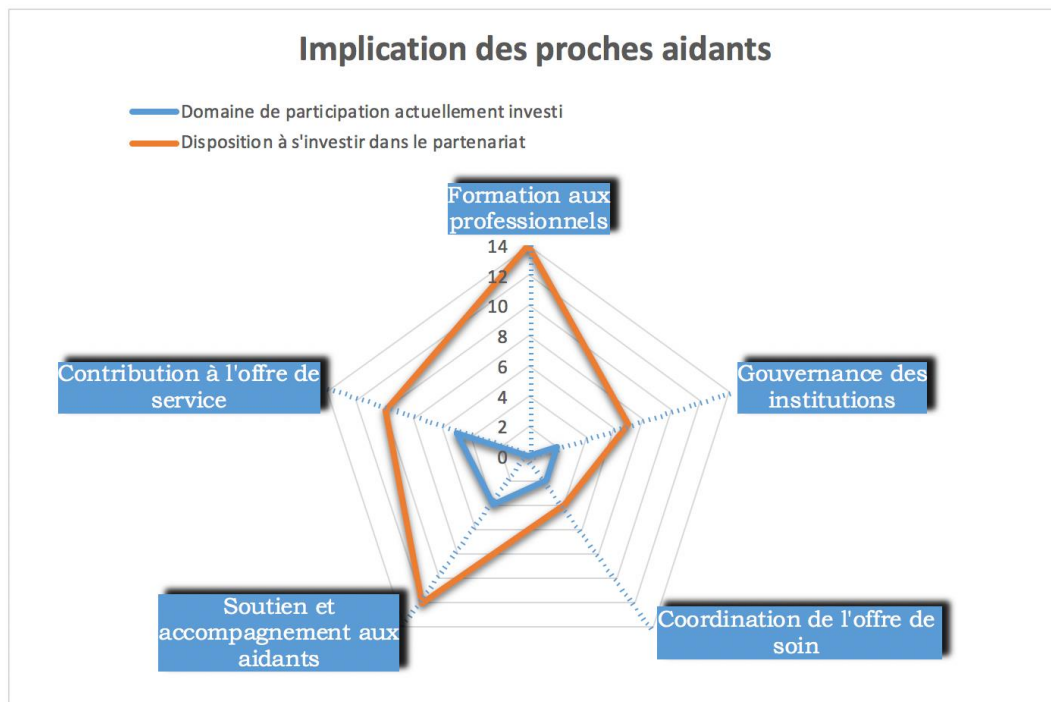 Implication des proches aidants
Domaine de participation actuellement investi
Disposition à s'investir dans le partenariat
Formation aux
professionnels
14
12
10
8
6
4
2
0
Gouvernance des
institutions
Coordination de l'offre de
soin
Soutien et
accompagnement aux
aidants
Contribution à l'offre de
service